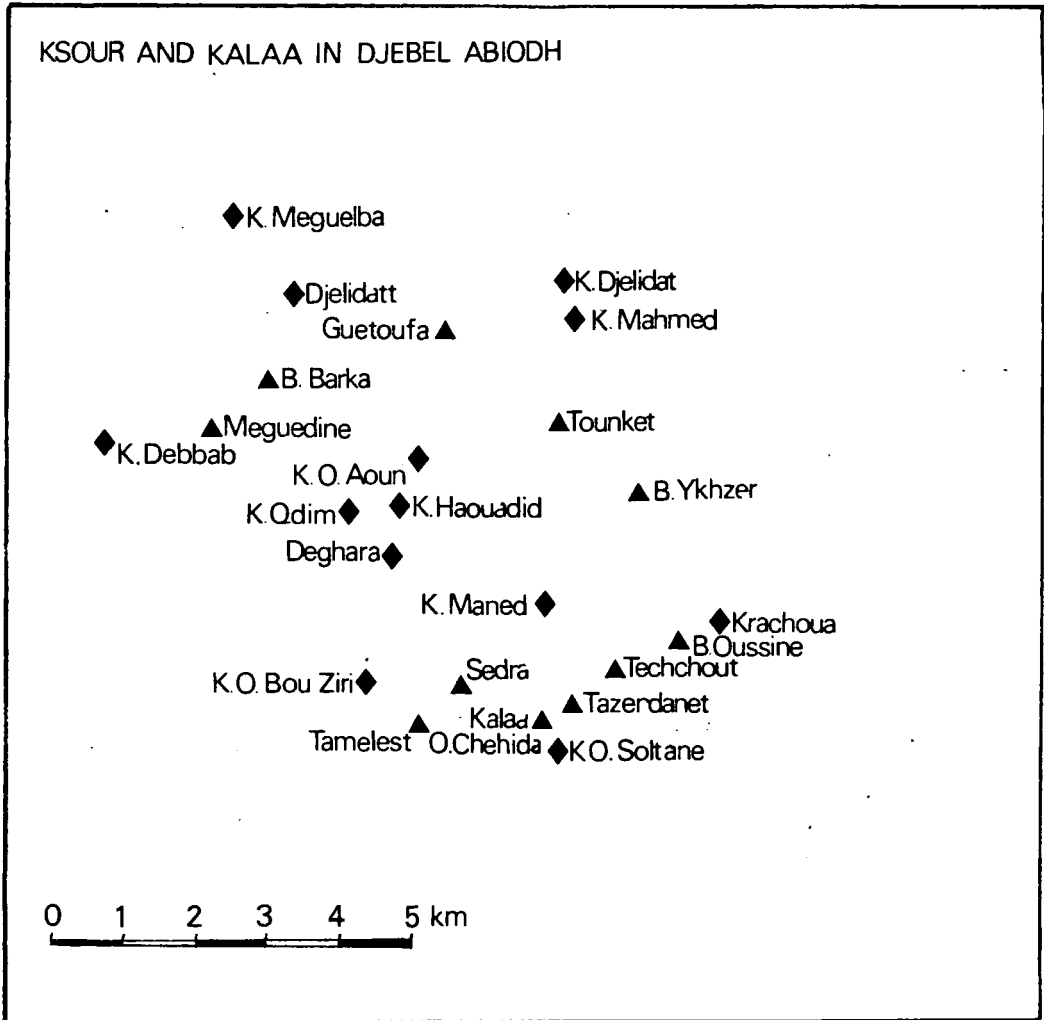 KSOUR AND KALAA IN DJEBEL ABIODH
K. Meguelba
K. Djelidat
Djelidatt
K. Mahmed
Guetoufa
B. Barka
Tounket
Meguedine
K. Debbab
K. O. Aoun
B. Ykhzer
K. Haouadid
K. Qdim
Deghara
K. Maned
Krachoua
B. Oussine
Techchout
Sedra
K. O. Bou Ziri
Tazerdanet
Kalaa
Tamelest
O. Chehida
K O. Soltane
0 1 2 3 4 5 km